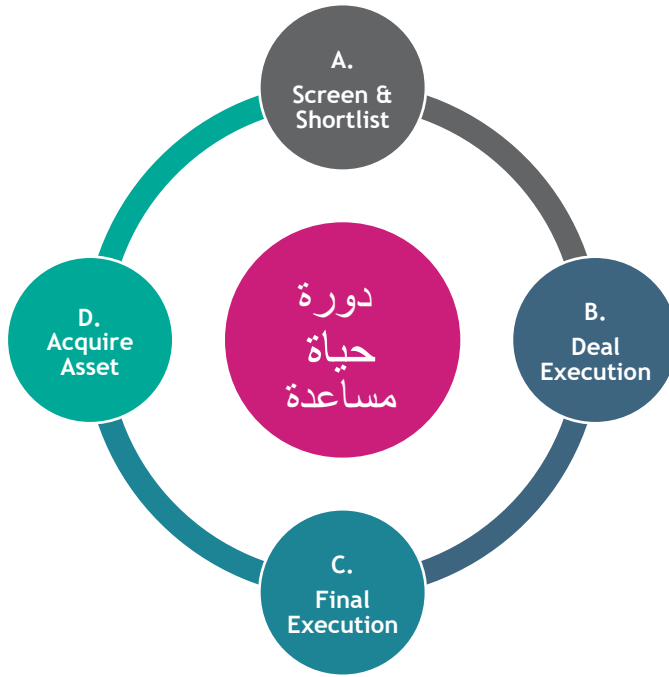 A.
Screen &
Shortlist
B.
Deal
Execution
C.
Final
Execution
D.
Acquire
Asset
دورة
حياة
مساعدة